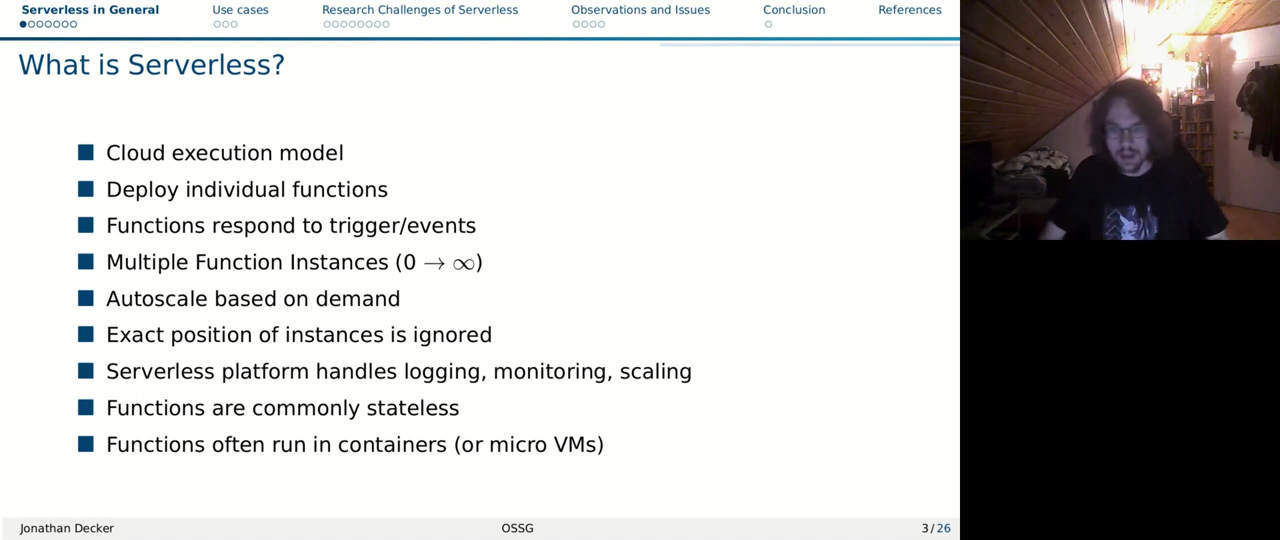 Serverless in General
Use cases
Research Challenges of Serverless
Observations and Issues
Conclusion
References
What is Serverless?
Cloud execution model
Deploy individual functions
Functions respond to trigger/events
Multiple Function Instances (0 → ∞)
Autoscale based on demand
Exact position of instances is ignored
Serverless platform handles logging, monitoring, scaling
Functions are commonly stateless
Functions often run in containers (or micro VMs)
Jonathan Decker
OSSG
3 / 26